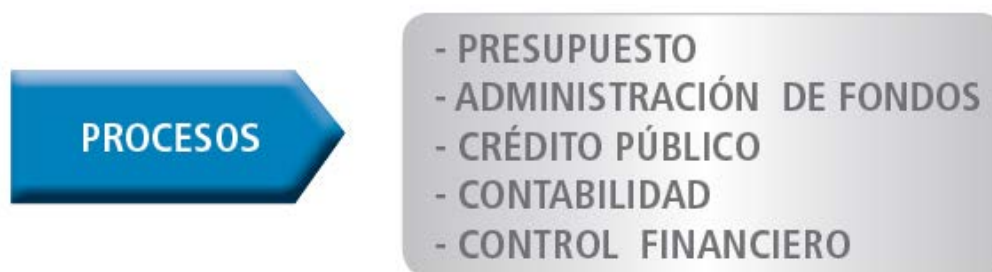 PROCESOS
- PRESUPUESTO
- ADMINISTRACIÓN DE FONDOS
- CRÉDITO PÚBLICO
- CONTABILIDAD
- CONTROL FINANCIERO